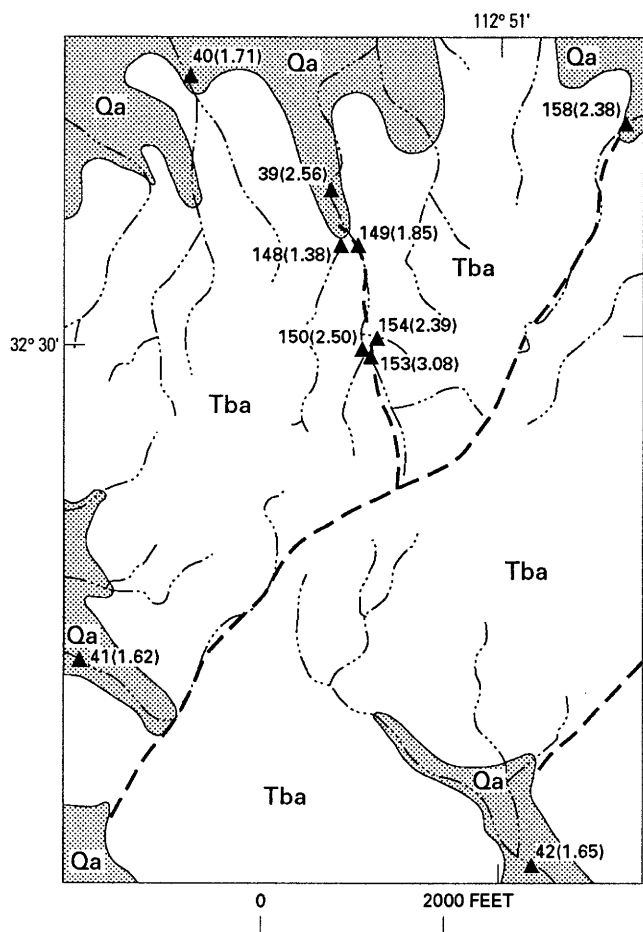 112° 51'
40(1.71)
Qa
Qa
Qa
158(2.38)
39(2.56)
149(1.85)
148(1.38)
Tba
32° 30'
154(2.39)
150(2.50)
153(3.08)
Tba
Tba
Qa
41(1.62)
Qa
Tba
42(1.65)
Qa
0 2000 FEET